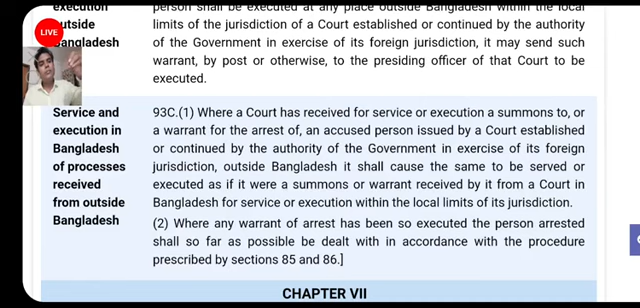 execution
outside
Bangladesh
person shall be executed at any place outside Bangladesh within the local
limits of the jurisdiction of a Court established or continued by the authority
of the Government in exercise of its foreign jurisdiction, it may send such
warrant, by post or otherwise, to the presiding officer of that Court to be
executed.
LIVE
Service and
execution in
Bangladesh
of processes
received
from outside
Bangladesh
93C.(1) Where a Court has received for service or execution a summons to, or
a warrant for the arrest of, an accused person issued by a Court established
or continued by the authority of the Government in exercise of its foreign
jurisdiction, outside Bangladesh it shall cause the same to be served or
executed as if it were a summons or warrant received by it from a Court in
Bangladesh for service or execution within the local limits of its jurisdiction.
(2) Where any warrant of arrest has been so executed the person arrested
shall so far as possible be dealt with in accordance with the procedure
prescribed by sections 85 and 86.]
CHAPTER VII